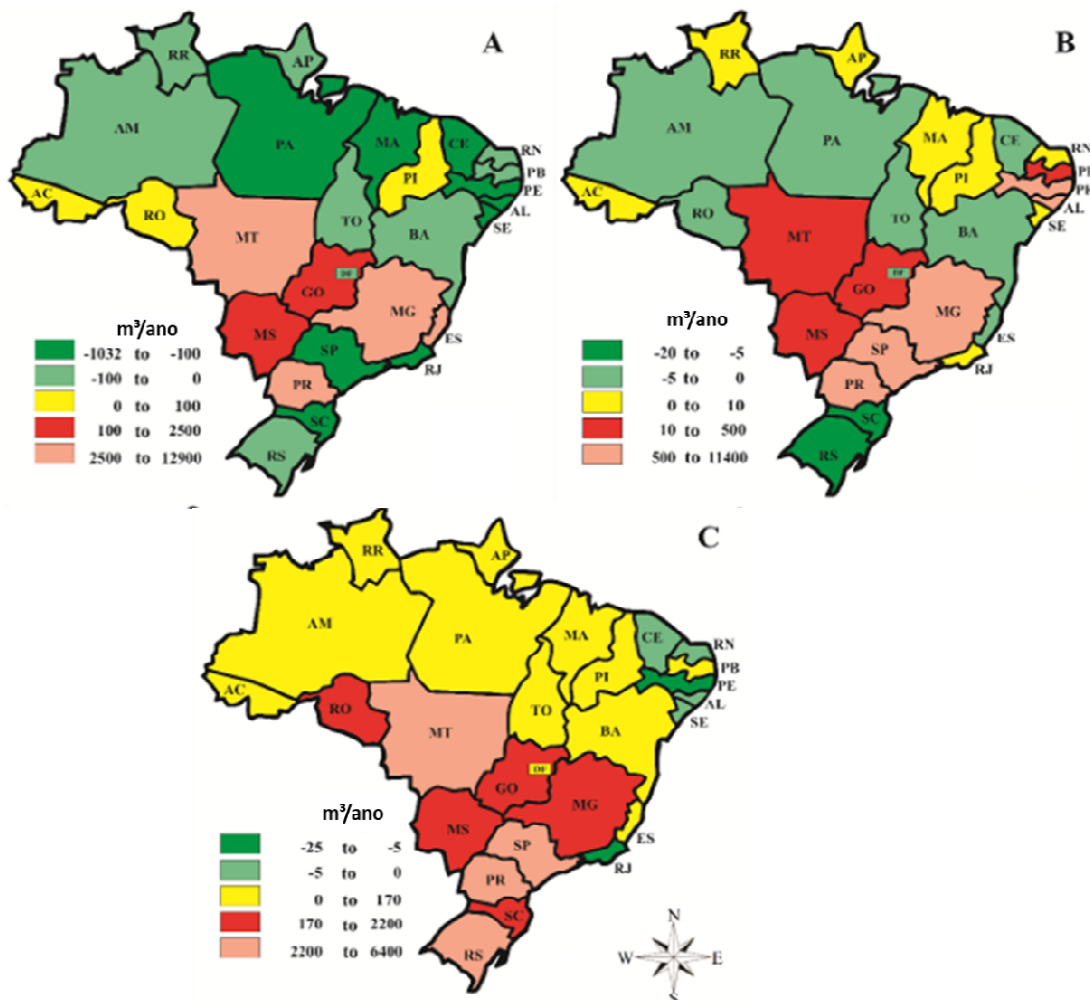 A
RR
AP
AM
PA
MA
CE
RN
PB
PE
AL
SE
PI
AC
RO
TO
BA
MT
DF
GO
MG
MS
ES
SP
RJ
PR
SC
RS
m³/ano
-1032 to -100
-100 to 0
0 to 100
100 to 2500
2500 to 12900
B
RR
AP
AM
PA
MA
CE
RN
PI
AL
SE
AC
RO
TO
BA
MT
DF
GO
MG
MS
ES
SP
RJ
PR
SC
RS
m³/ano
-20 to -5
-5 to 0
0 to 10
10 to 500
500 to 11400
C
RR
AP
AM
PA
MA
CE
RN
PB
PE
AL
SE
PI
AC
RO
TO
BA
MT
DF
GO
MG
MS
ES
SP
RJ
PR
SC
RS
m³/ano
-25 to -5
-5 to 0
0 to 170
170 to 2200
2200 to 6400
N
W E
S